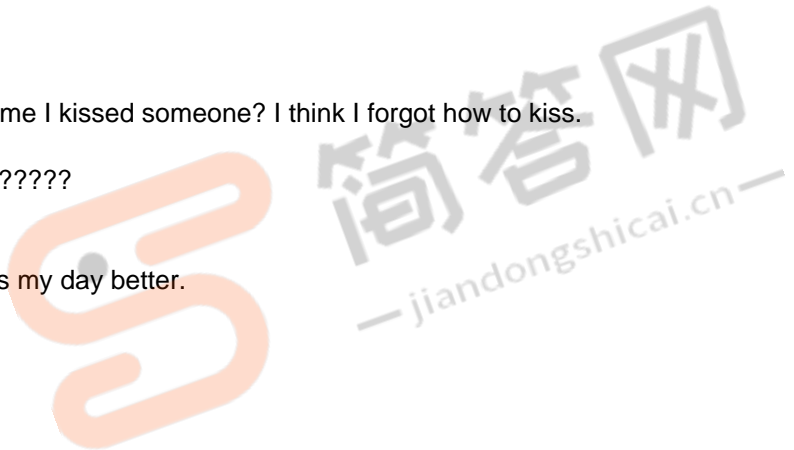 me I kissed someone? I think I forgot how to kiss.
?????
s my day better.
简答网
jiandongshicai.cn